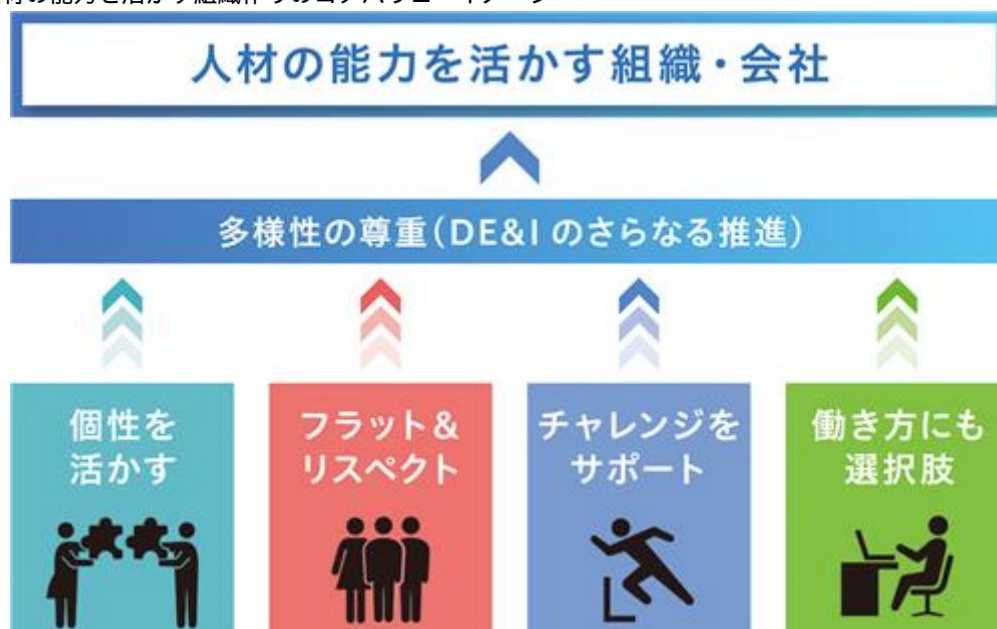 人材の能力を活かす組織・会社
多様性の尊重(DE&Iのさらなる推進)
個性を
活かす
フラット&
リスペクト
チャレンジを
サポート
働き方にも
選択肢